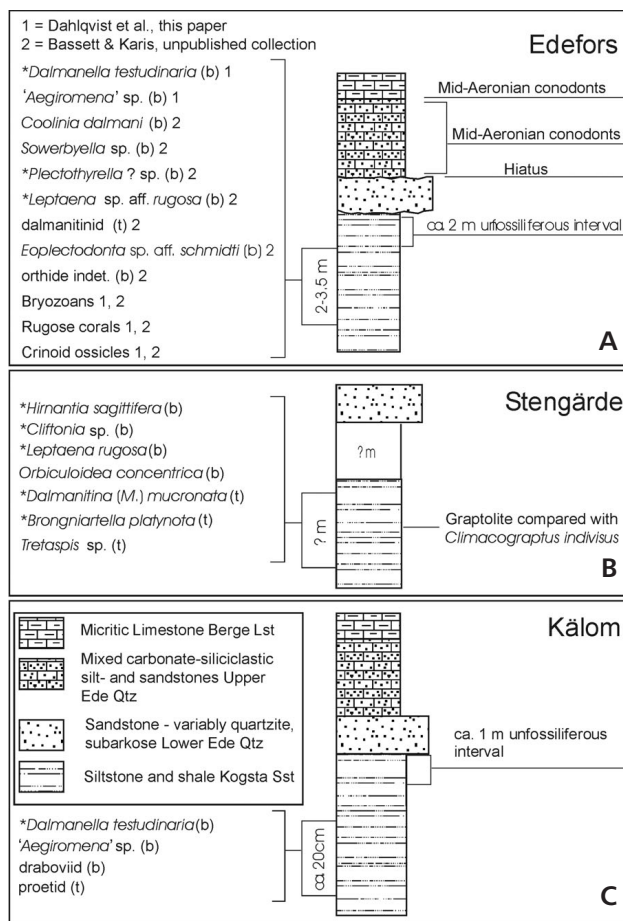 1 = Dahlqvist et al., this paper
2 = Bassett & Karis, unpublished collection
Edefors
*Dalmanella testudinaria (b) 1
'Aegiromena' sp. (b) 1
Coolinia dalmani (b) 2
Sowerbyella sp. (b) 2
*Plectothyrella ? sp. (b) 2
*Leptaena sp. aff. rugosa (b) 2
dalmanitinid (t) 2
Eoplectodonta sp. aff. schmidti (b) 2
orthide indet. (b) 2
Bryozoans 1, 2
Rugose corals 1, 2
Crinoid ossicles 1, 2
2-3.5 m
Mid-Aeronian conodonts
Mid-Aeronian conodonts
Hiatus
ca. 2 m unfossiliferous interval
A
Stengärde
*Hirnantia sagittifera (b)
*Cliftonia sp. (b)
*Leptaena rugosa (b)
Orbiculoidea concentrica (b)
*Dalmanitina (M.) mucronata (t)
*Brongniartella platynota (t)
Tretaspis sp. (t)
? m
? m
Graptolite compared with
Climacograptus indivisus
B
Kälom
Micritic Limestone Berge Lst
Mixed carbonate-siliciclastic
silt- and sandstones Upper
Ede Qtz
Sandstone - variably quartzite,
subarkose Lower Ede Qtz
Siltstone and shale Kogsta Sst
ca. 1 m unfossiliferous
interval
*Dalmanella testudinaria (b)
'Aegiromena' sp. (b)
draboviid (b)
proetid (t)
ca 20cm
C